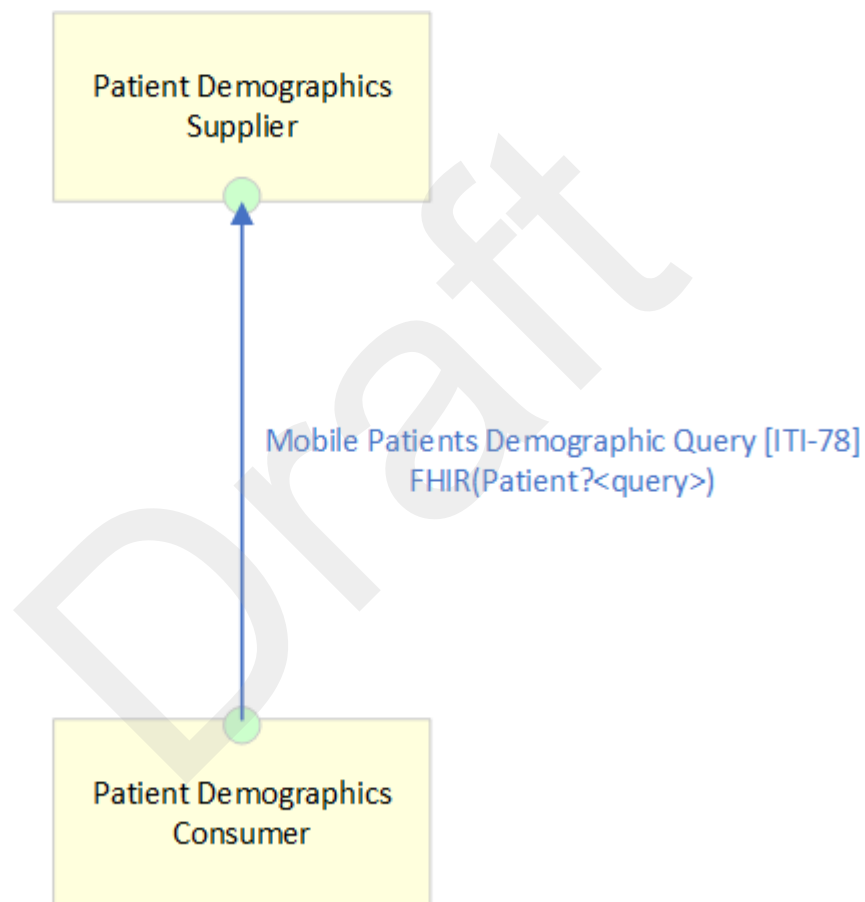 Patient Demographics
Supplier
Mobile Patients Demographic Query [ITI-78]
FHIR(Patient?<query>)
Draft
Patient Demographics
Consumer